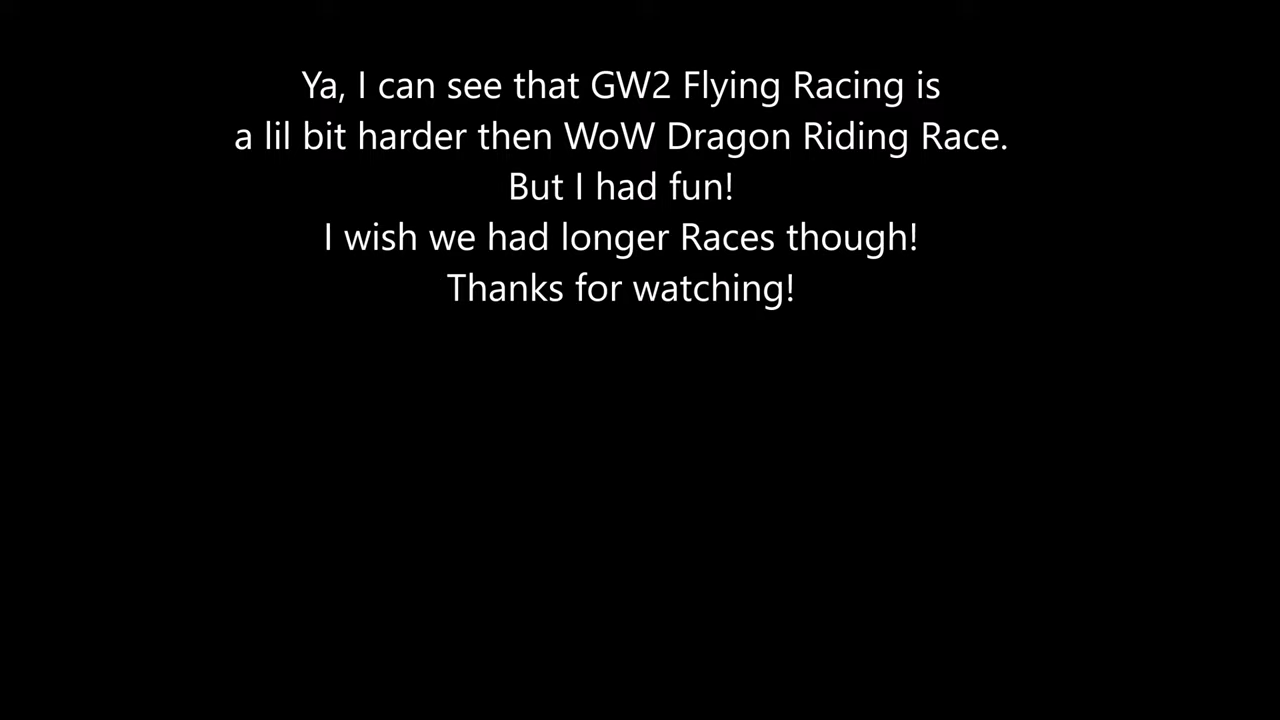 Ya, I can see that GW2 Flying Racing is
a lil bit harder then WoW Dragon Riding Race.
But I had fun!
I wish we had longer Races though!
Thanks for watching!